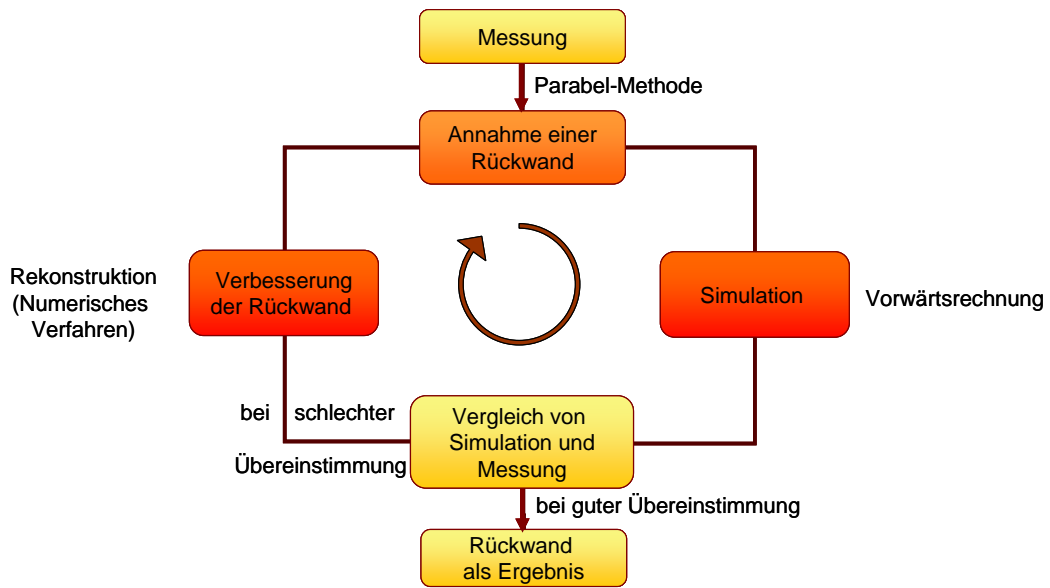 Messung
Parabel-Methode
Annahme einer
Rückwand
Rekonstruktion
(Numerisches
Verfahren)
Verbesserung
der Rückwand
Simulation
Vorwärtsrechnung
bei schlechter
Übereinstimmung
Vergleich von
Simulation und
Messung
bei guter Übereinstimmung
Rückwand
als Ergebnis